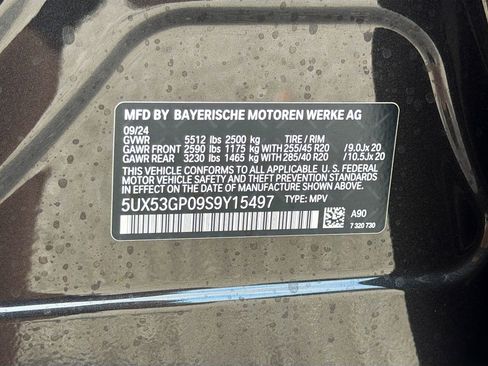 MFD BY BAYERISCHE MOTOREN WERKE AG
09/24
GVWR 5512 lbs 2500 kg TIRE / RIM
GAWR FRONT 2590 lbs 1175 kg WITH 255/45 R20 /9.0Jx 20
GAWR REAR 3230 lbs 1465 kg WITH 285/40 R20 /10.5Jx 20
THIS VEHICLE CONFORMS TO ALL APPLICABLE FEDERAL
MOTOR VEHICLE SAFETY AND THEFT PREVENTION
STANDARDS IN EFFECT ON THE DATE OF
MANUFACTURE SHOWN ABOVE.
5UX53GP09S9Y15497 TYPE: MPV
A90
7 320 730